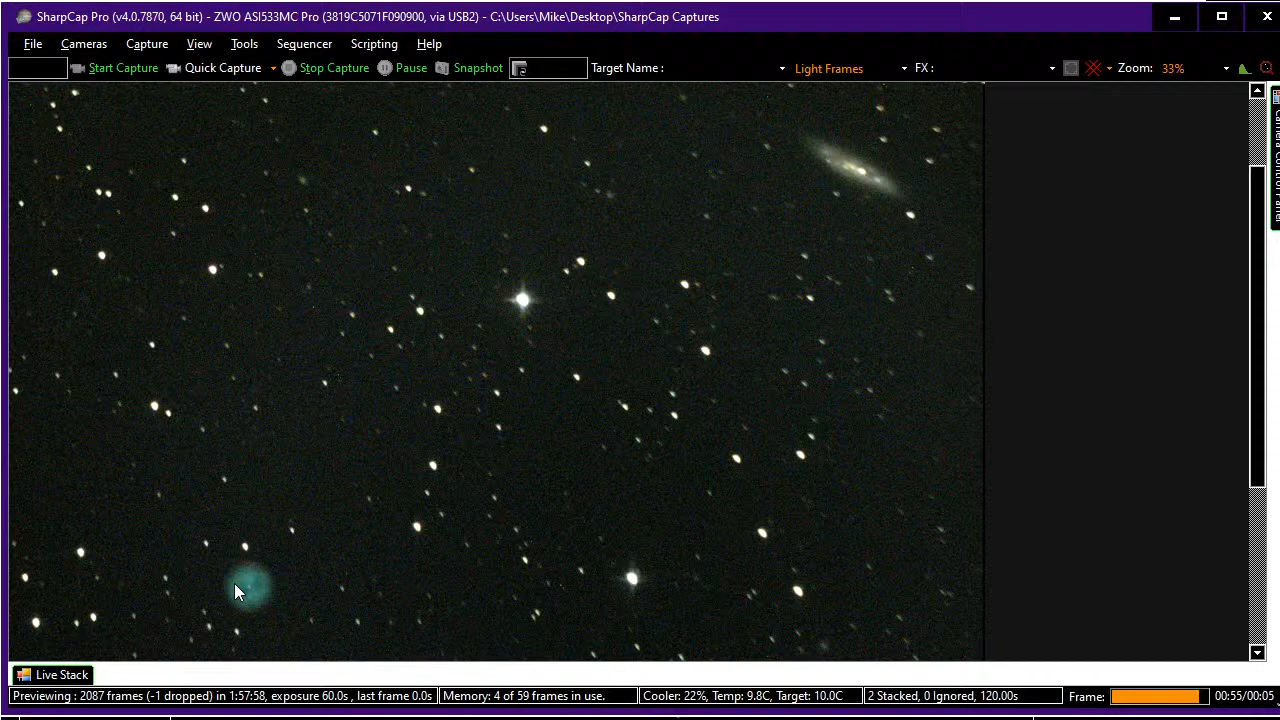 SharpCap Pro (v4.0.7870, 64 bit) - ZWO ASI533MC Pro (3819C5071F090900, via USB2) - C:\Users\Mike\Desktop\SharpCap Captures
File Cameras Capture View Tools Sequencer Scripting Help
Start Capture Quick Capture Stop Capture Pause Snapshot Target Name : Light Frames FX : Zoom: 33%
Live Stack
Previewing : 2087 frames (-1 dropped) in 1:57:58, exposure 60.0s , last frame 0.0s Memory: 4 of 59 frames in use. Cooler: 22%, Temp: 9.8C, Target: 10.0C 2 Stacked, 0 Ignored, 120.00s Frame: 00:55/00:05